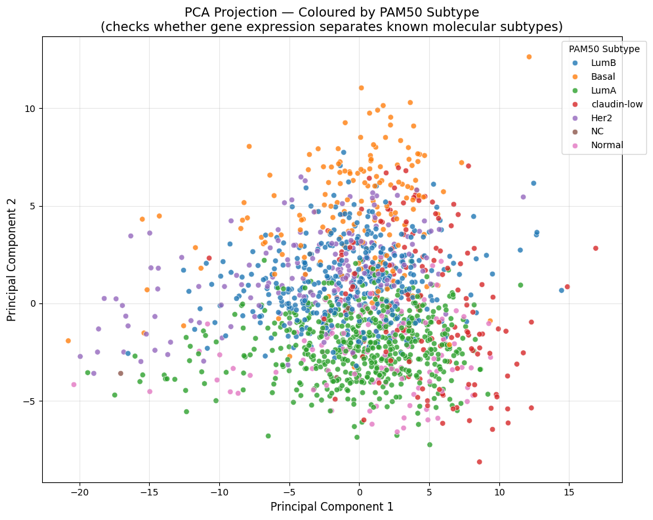 PCA Projection — Coloured by PAM50 Subtype
(checks whether gene expression separates known molecular subtypes)
PAM50 Subtype
LumB
Basal
LumA
claudin-low
Her2
NC
Normal
Principal Component 2
10
5
0
−5
−20
−15
−10
−5
0
5
10
15
Principal Component 1